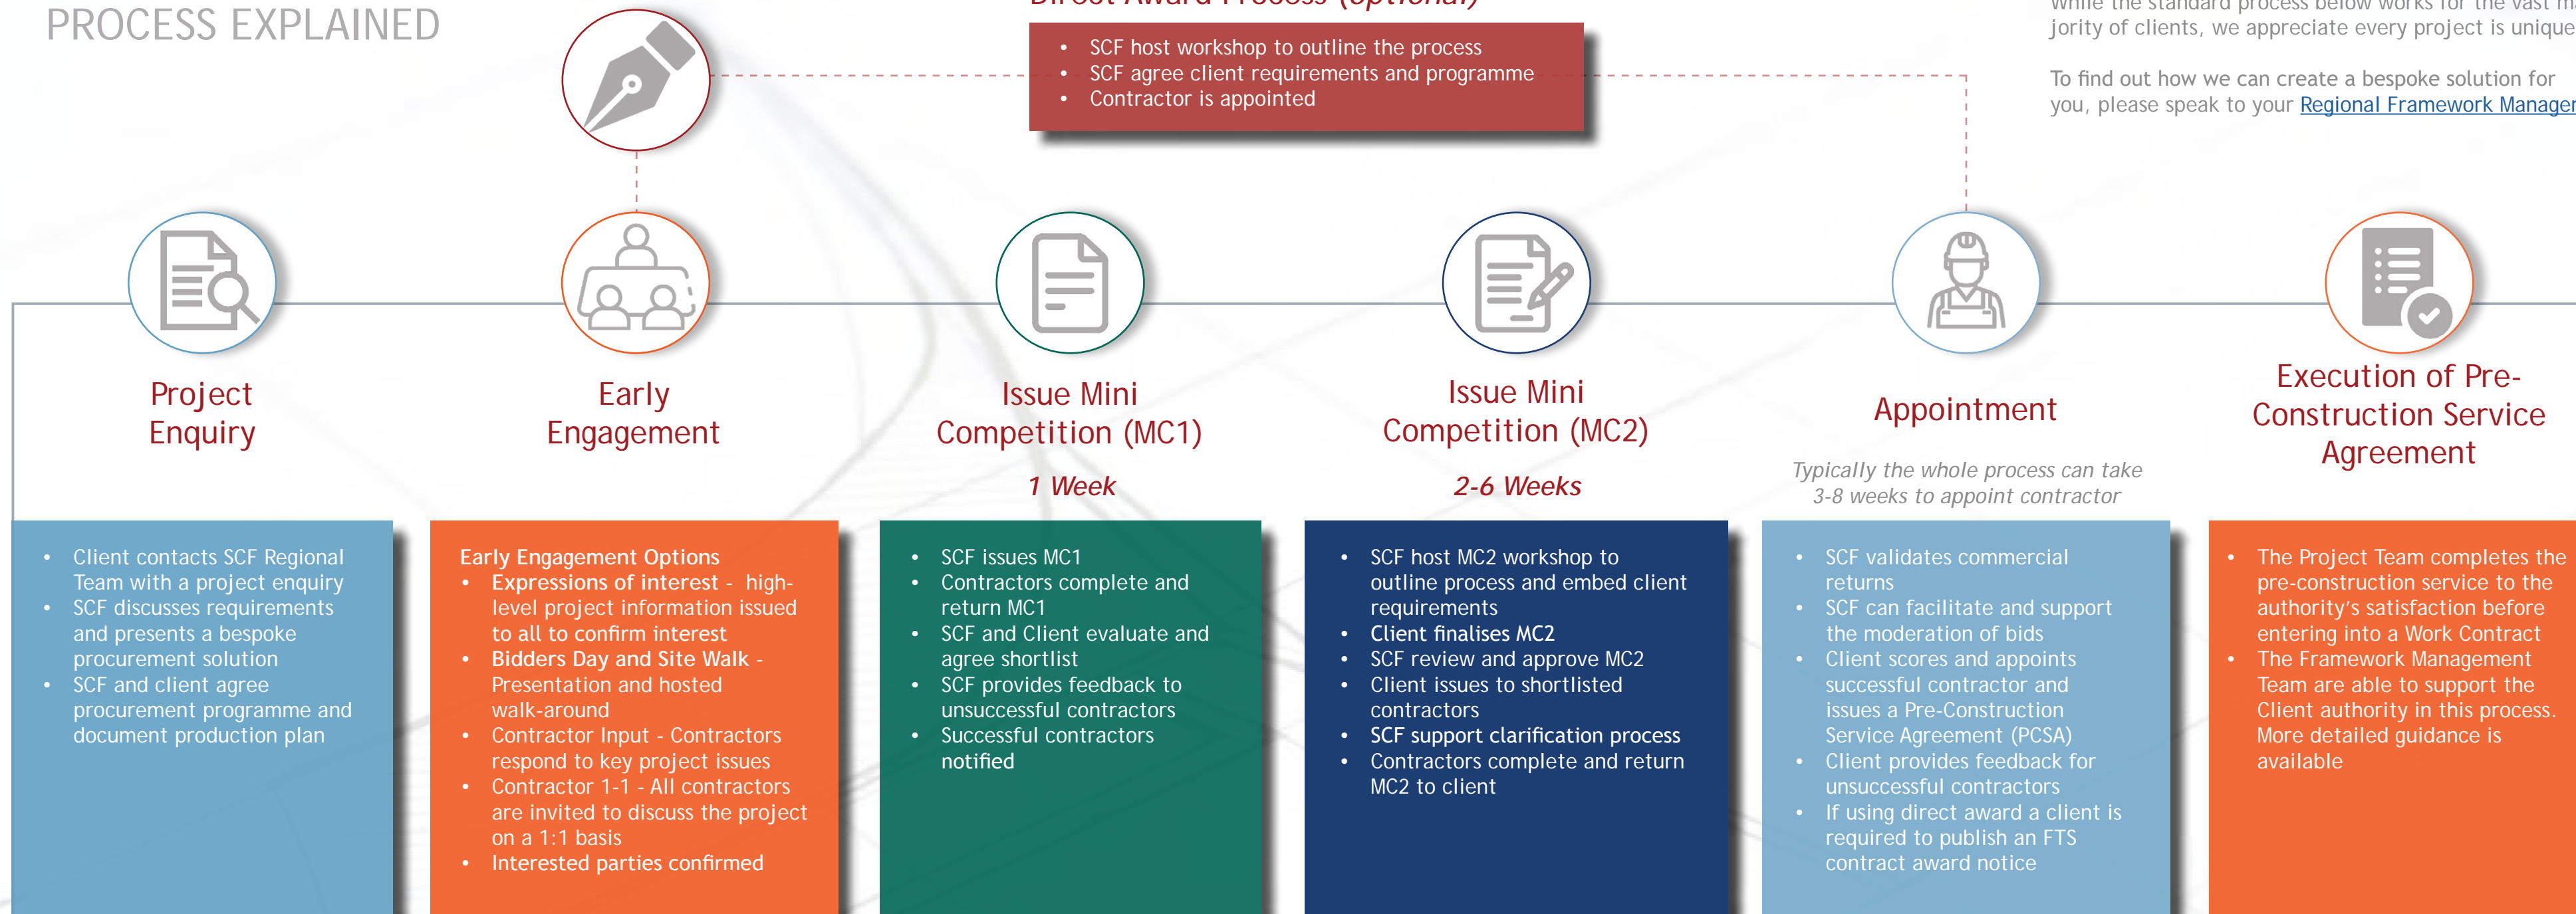 PROCESS EXPLAINED
Direct Award Process (optional)
• SCF host workshop to outline the process
• SCF agree client requirements and programme
• Contractor is appointed
While the standard process below works for the vast ma
jority of clients, we appreciate every project is unique
To find out how we can create a bespoke solution for
you, please speak to your Regional Framework Manager
Project
Enquiry
• Client contacts SCF Regional
Team with a project enquiry
• SCF discusses requirements
and presents a bespoke
procurement solution
• SCF and client agree
procurement programme and
document production plan
Early
Engagement
Early Engagement Options
• Expressions of interest - high-
level project information issued
to all to confirm interest
• Bidders Day and Site Walk -
Presentation and hosted
walk-around
• Contractor Input - Contractors
respond to key project issues
• Contractor 1-1 - All contractors
are invited to discuss the project
on a 1:1 basis
• Interested parties confirmed
Issue Mini
Competition (MC1)
1 Week
• SCF issues MC1
• Contractors complete and
return MC1
• SCF and Client evaluate and
agree shortlist
• SCF provides feedback to
unsuccessful contractors
• Successful contractors
notified
Issue Mini
Competition (MC2)
2-6 Weeks
• SCF host MC2 workshop to
outline process and embed client
requirements
• Client finalises MC2
• SCF review and approve MC2
• Client issues to shortlisted
contractors
• SCF support clarification process
• Contractors complete and return
MC2 to client
Appointment
Typically the whole process can take
3-8 weeks to appoint contractor
• SCF validates commercial
returns
• SCF can facilitate and support
the moderation of bids
• Client scores and appoints
successful contractor and
issues a Pre-Construction
Service Agreement (PCSA)
• Client provides feedback for
unsuccessful contractors
• If using direct award a client is
required to publish an FTS
contract award notice
Execution of Pre-
Construction Service
Agreement
• The Project Team completes the
pre-construction service to the
authority's satisfaction before
entering into a Work Contract
• The Framework Management
Team are able to support the
Client authority in this process.
More detailed guidance is
available